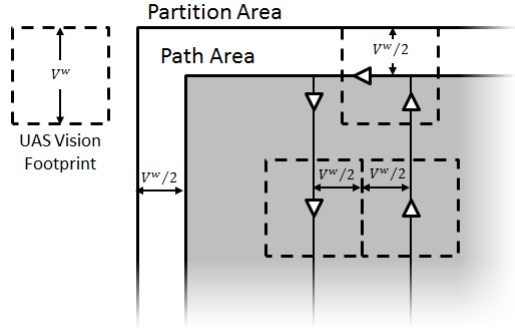 Partition Area
V^w
V^w/2
Path Area
UAS Vision
Footprint
V^w/2
V^w/2
V^w/2